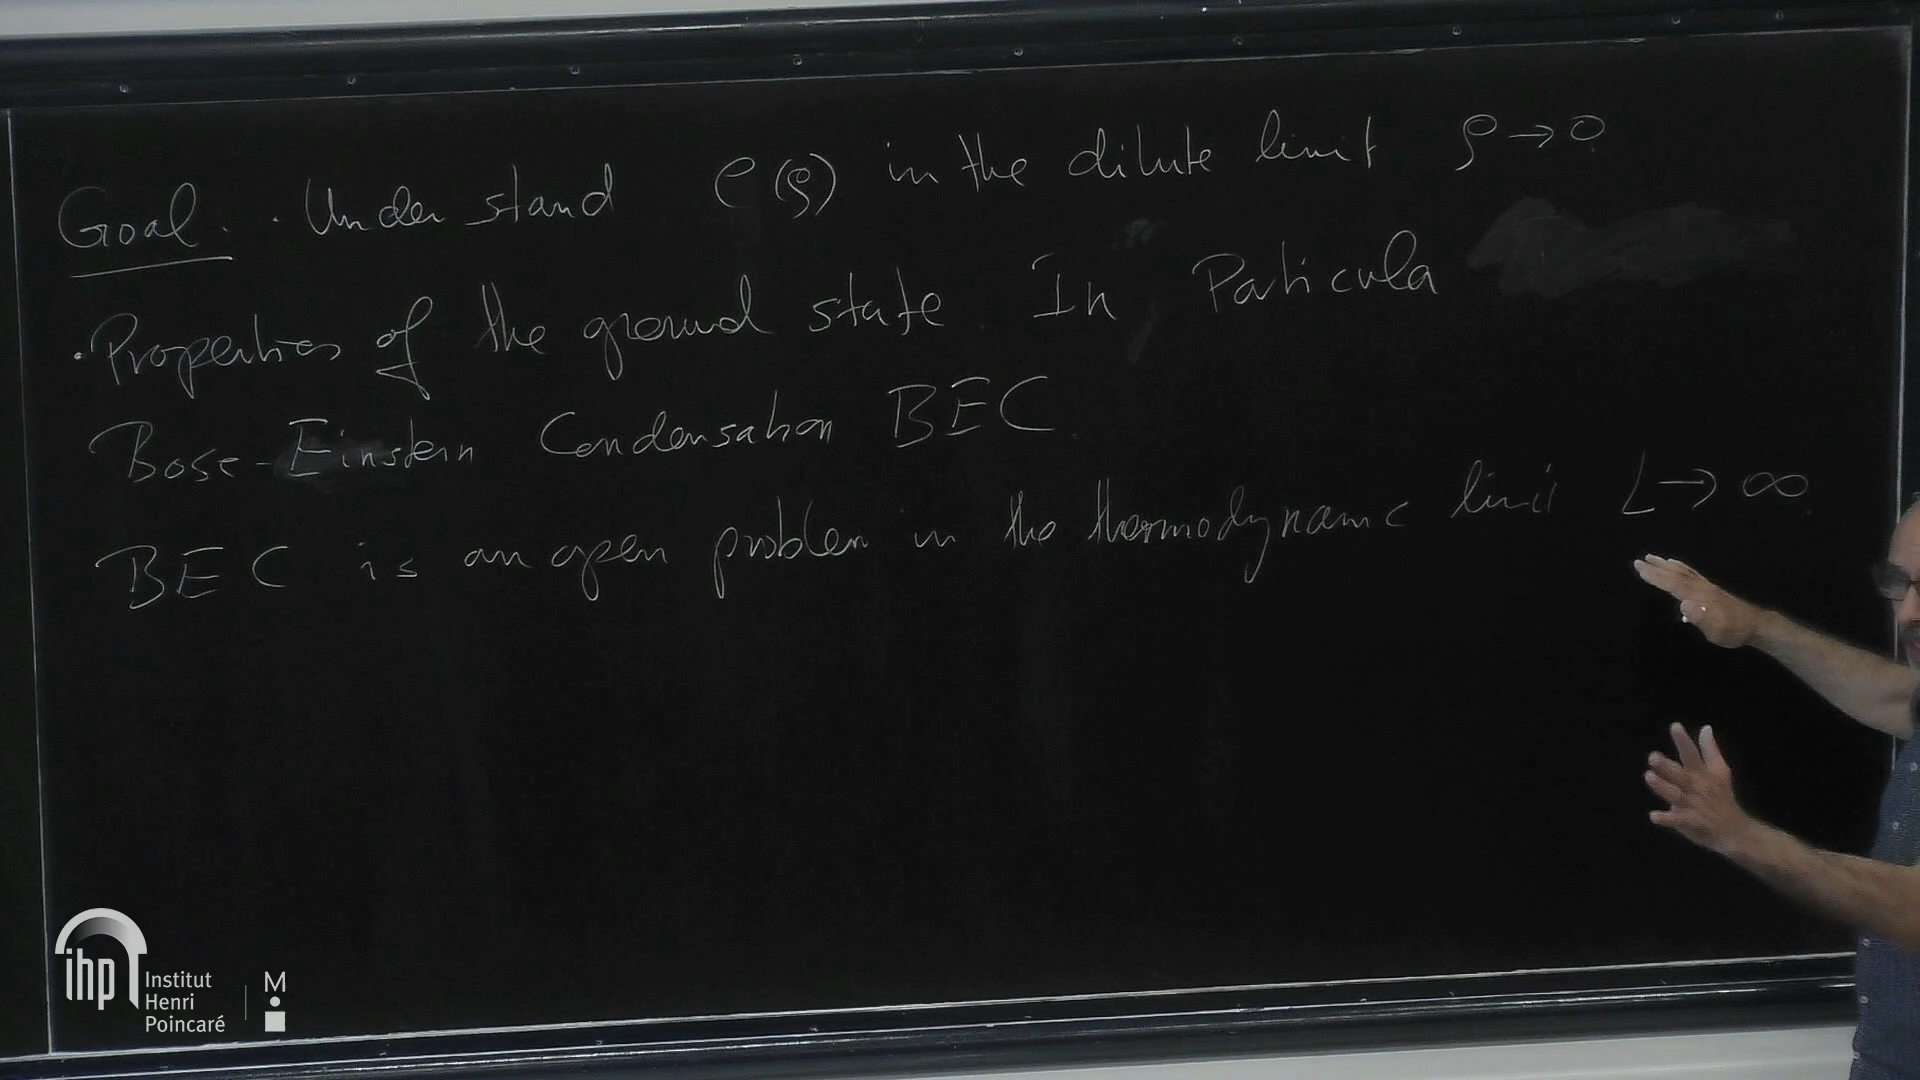 Goal: · Understand e(ρ) in the dilute limit ρ → 0
· Properties of the ground state. In Particula
Bose-Einstein Condensation BEC.
BEC is an open problem in the thermodynamic limit L → ∞.
ihp Institut
Henri
Poincaré
M